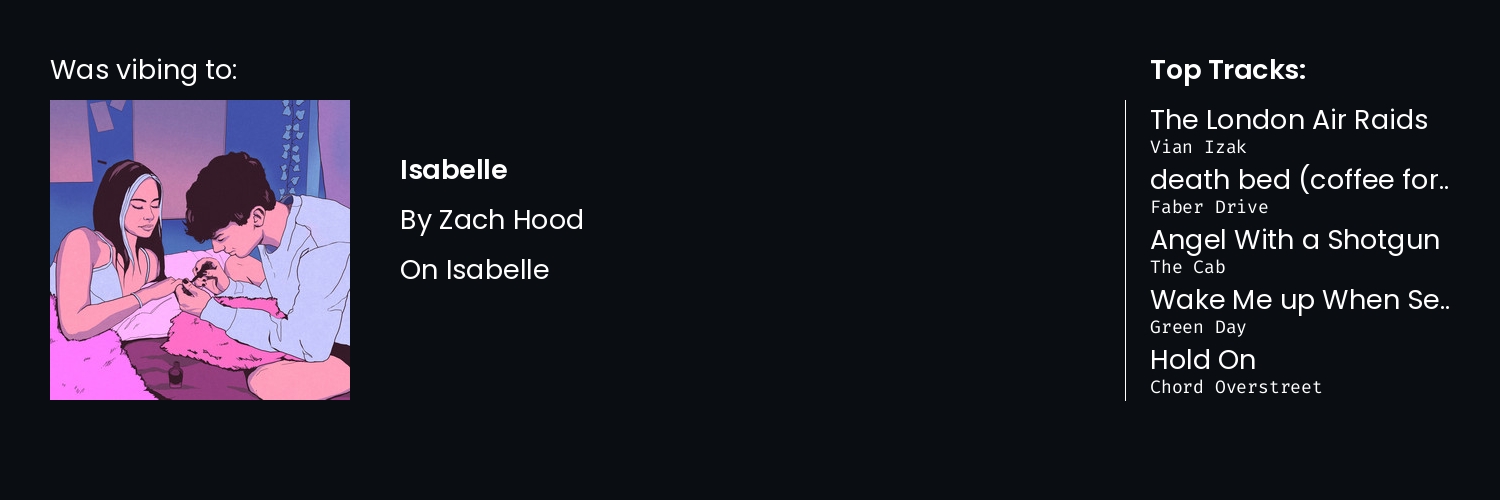 Was vibing to:
Isabelle
By Zach Hood
On Isabelle
Top Tracks:
The London Air Raids
Vian Izak
death bed (coffee for..
Faber Drive
Angel With a Shotgun
The Cab
Wake Me up When Se..
Green Day
Hold On
Chord Overstreet